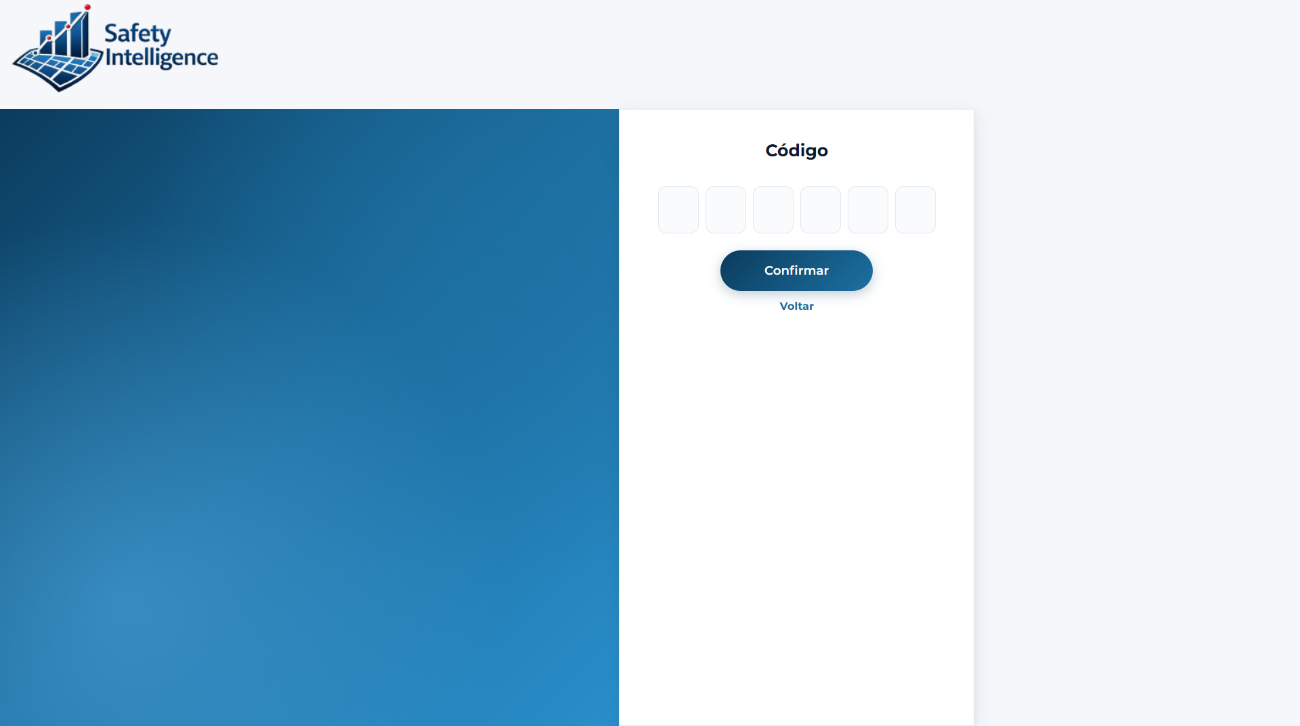 Safety
Intelligence
Código
Confirmar
Voltar